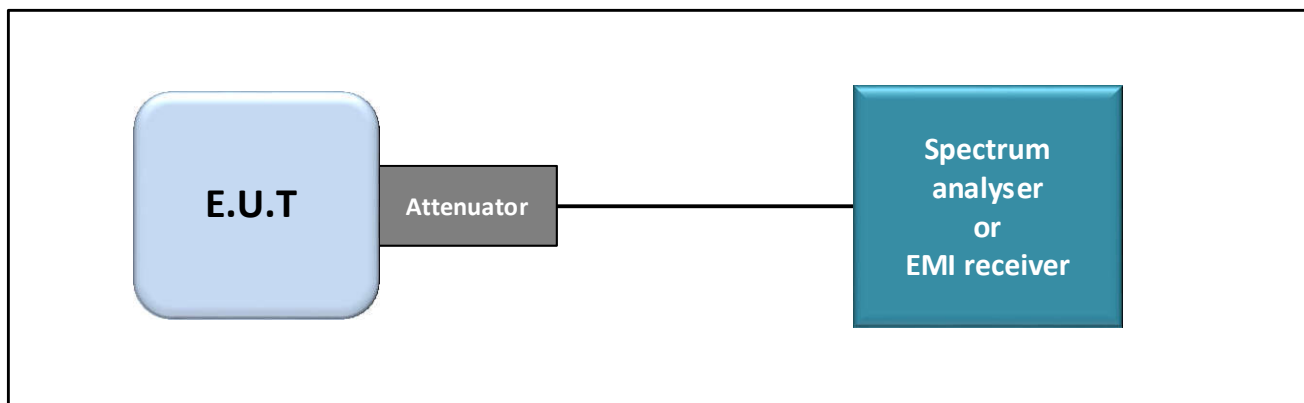 E.U.T
Attenuator
Spectrum
analyser
or
EMI receiver